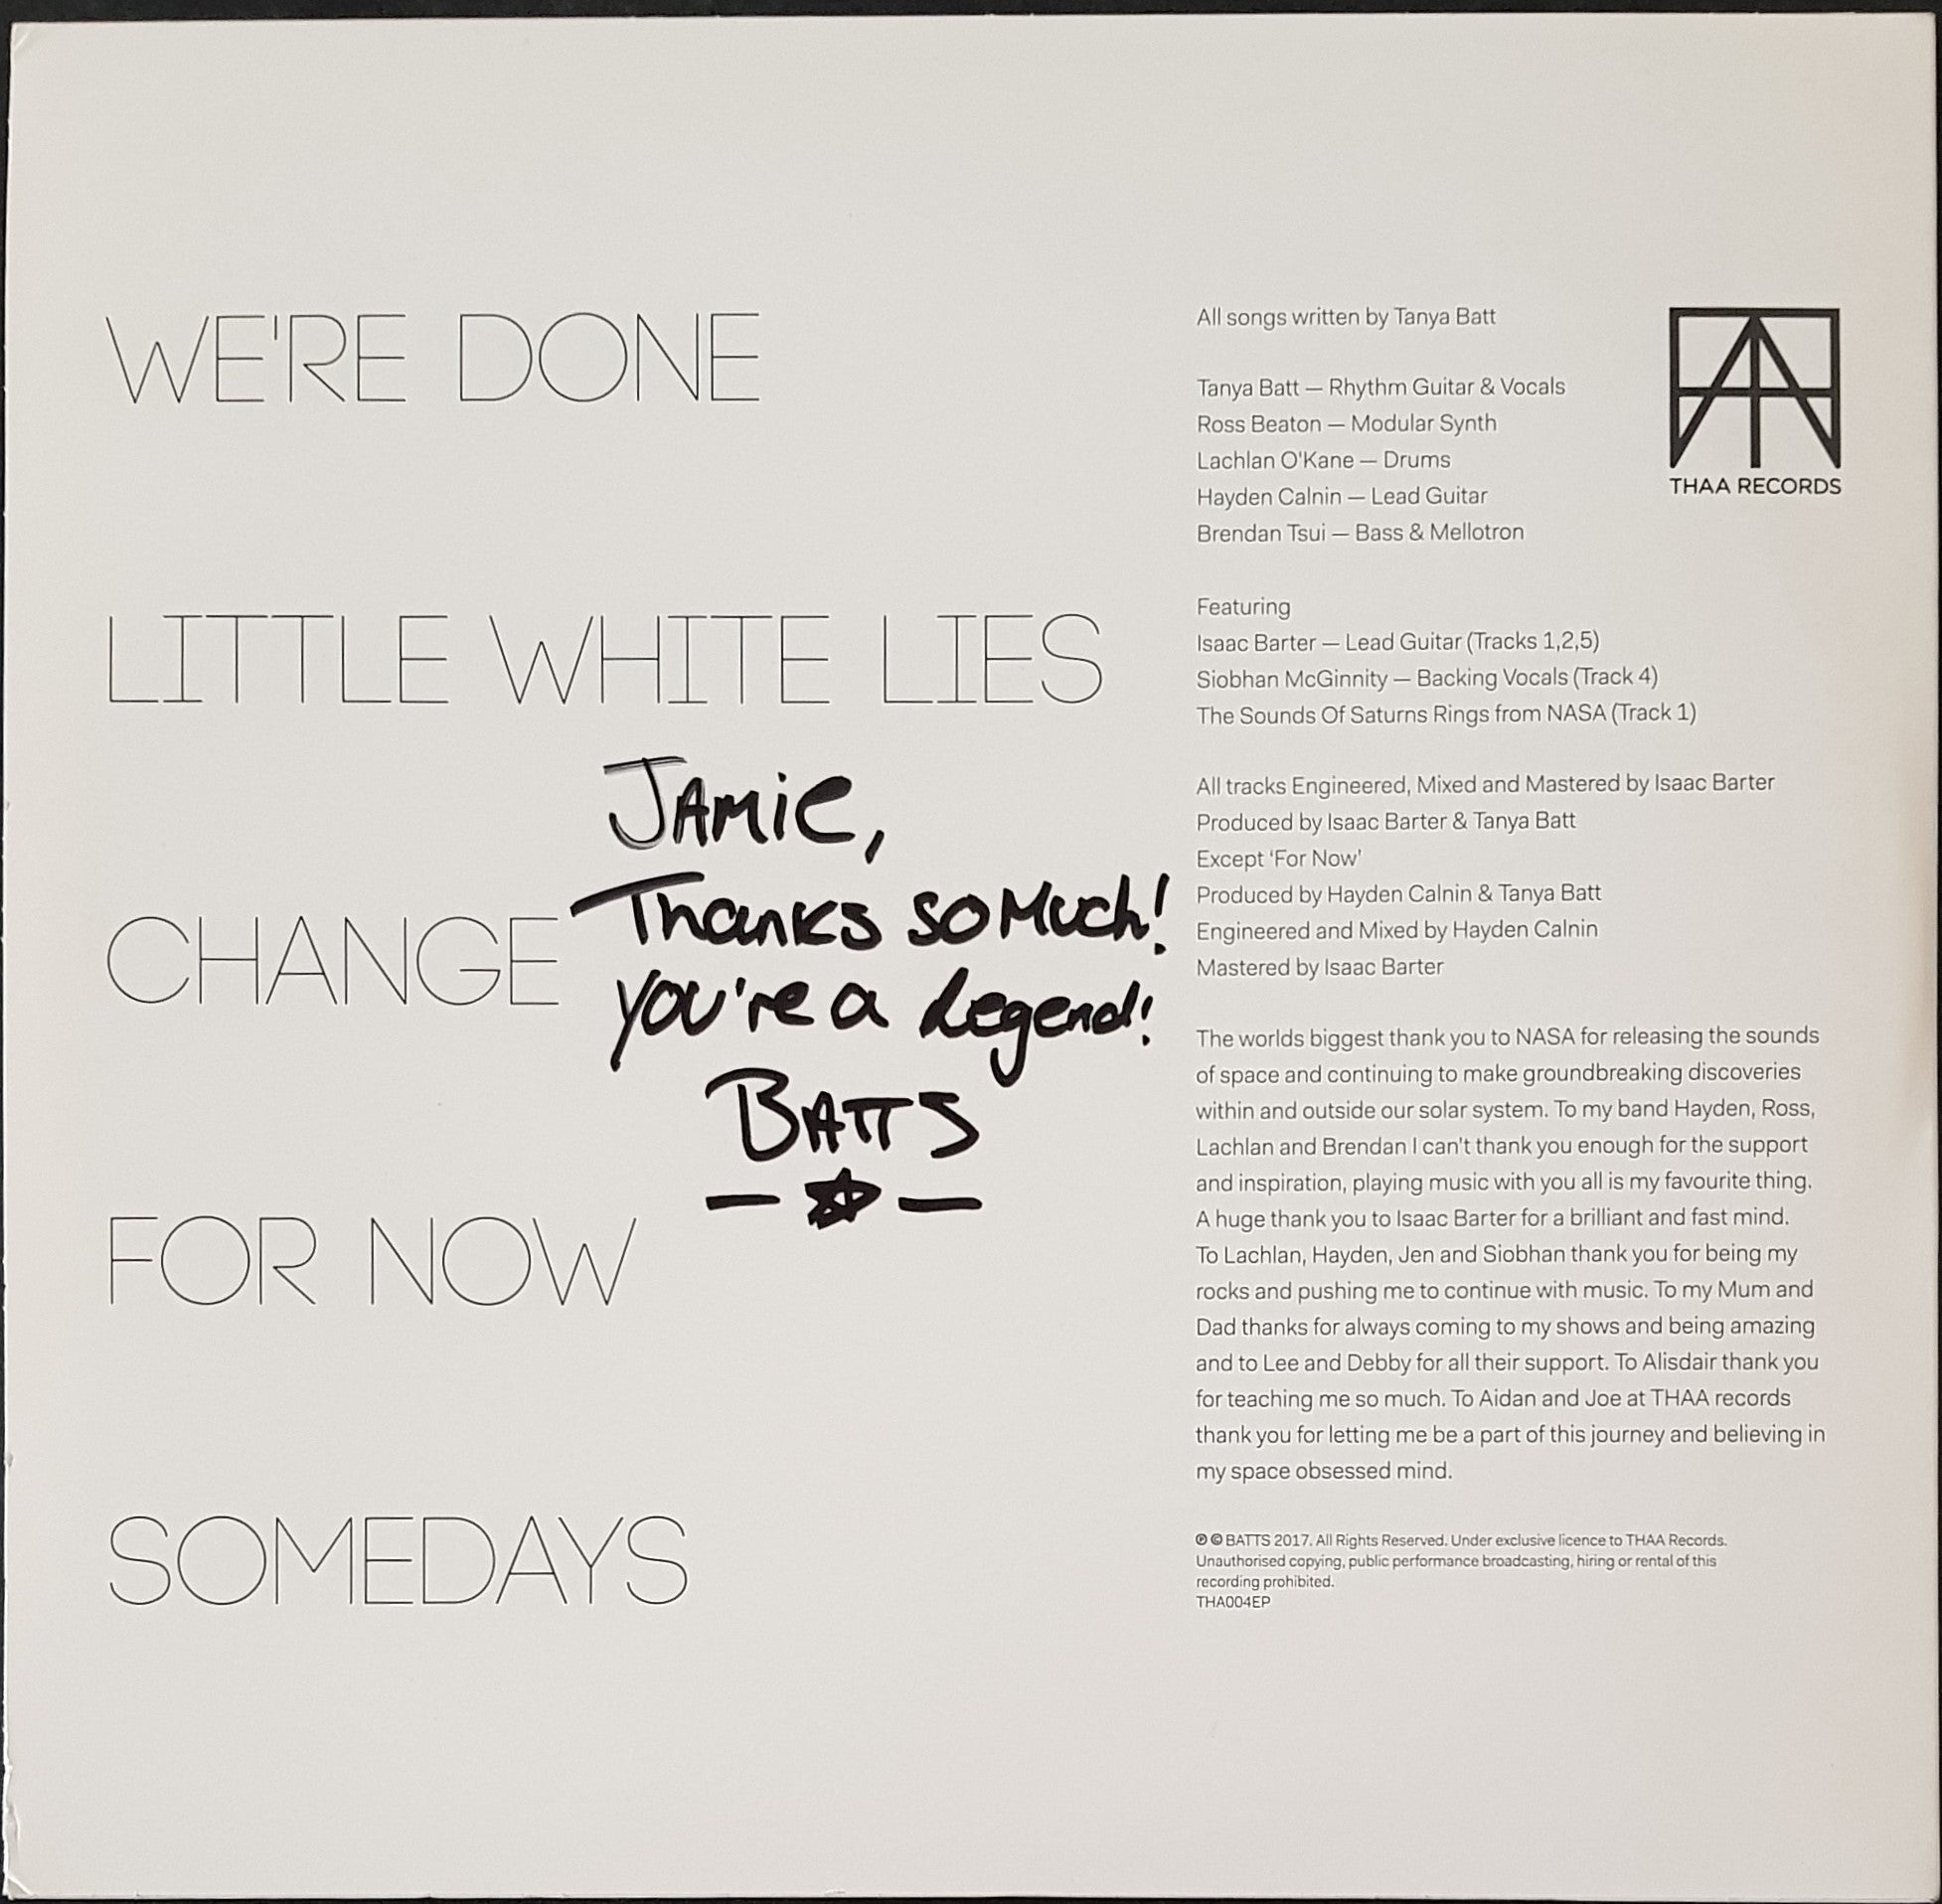 WE'RE DONE
LITTLE WHITE LIES
CHANGE
FOR NOW
SOMEDAYS
JAMie,
Thanks so Much!
you're a Legend!
BATTS
All songs written by Tanya Batt
Tanya Batt — Rhythm Guitar & Vocals
Ross Beaton — Modular Synth
Lachlan O'Kane — Drums
Hayden Calnin — Lead Guitar
Brendan Tsui — Bass & Mellotron
THAA RECORDS
Featuring
Isaac Barter — Lead Guitar (Tracks 1,2,5)
Siobhan McGinnity — Backing Vocals (Track 4)
The Sounds Of Saturns Rings from NASA (Track 1)
All tracks Engineered, Mixed and Mastered by Isaac Barter
Produced by Isaac Barter & Tanya Batt
Except ‘For Now’
Produced by Hayden Calnin & Tanya Batt
Engineered and Mixed by Hayden Calnin
Mastered by Isaac Barter
The worlds biggest thank you to NASA for releasing the sounds
of space and continuing to make groundbreaking discoveries
within and outside our solar system. To my band Hayden, Ross,
Lachlan and Brendan I can't thank you enough for the support
and inspiration, playing music with you all is my favourite thing.
A huge thank you to Isaac Barter for a brilliant and fast mind.
To Lachlan, Hayden, Jen and Siobhan thank you for being my
rocks and pushing me to continue with music. To my Mum and
Dad thanks for always coming to my shows and being amazing
and to Lee and Debby for all their support. To Alisdair thank you
for teaching me so much. To Aidan and Joe at THAA records
thank you for letting me be a part of this journey and believing in
my space obsessed mind.
℗ © BATTS 2017. All Rights Reserved. Under exclusive licence to THAA Records.
Unauthorised copying, public performance broadcasting, hiring or rental of this
recording prohibited.
THA004EP